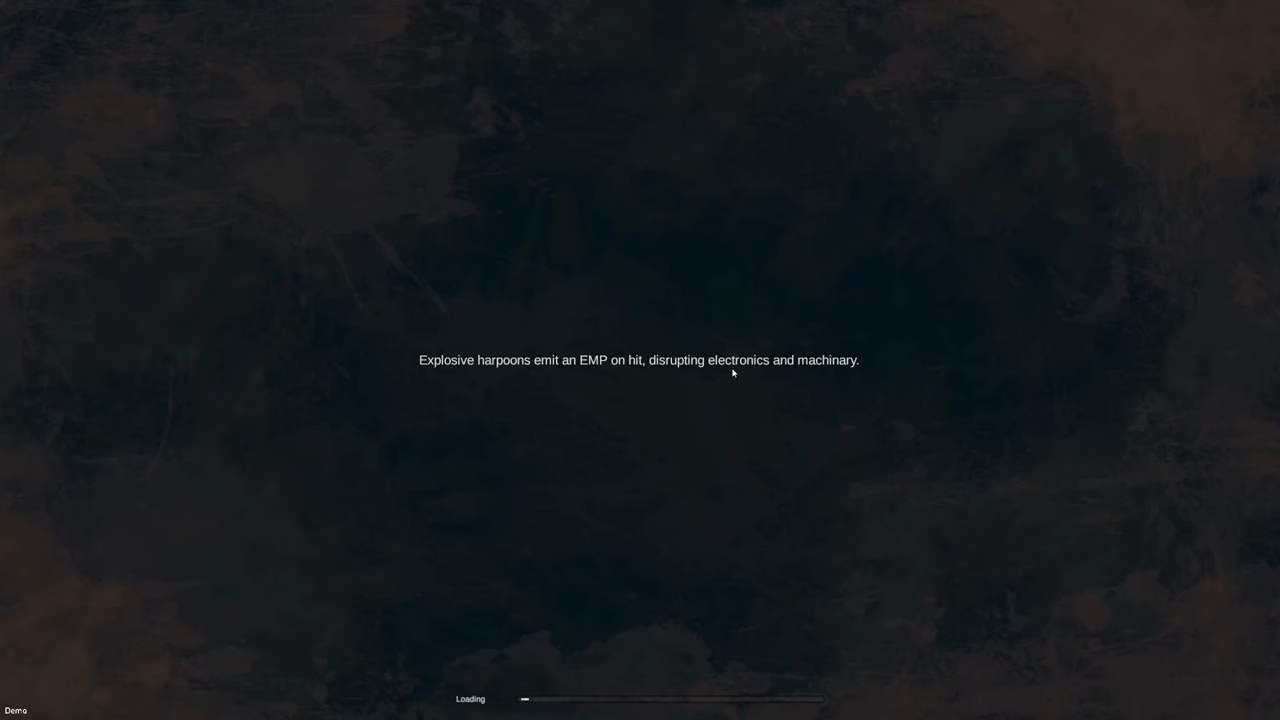 Explosive harpoons emit an EMP on hit, disrupting electronics and machinary.
Loading
Demo